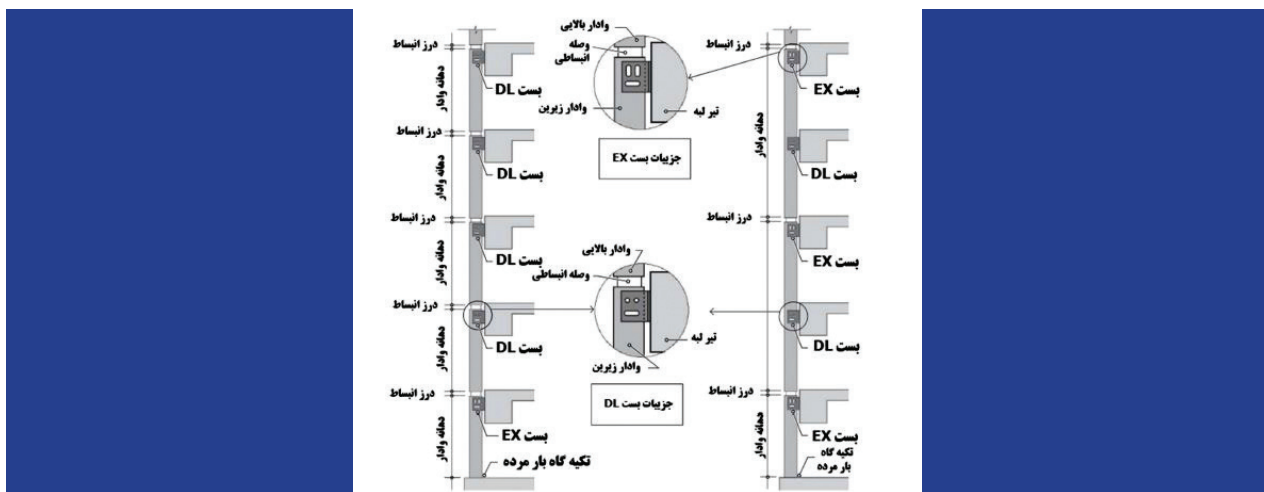 درز انبساط
بست EX
دهانه وادار
بست DL
درز انبساط
بست EX
بست DL
دهانه وادار
درز انبساط
بست EX
تکیه گاه
بار مرده
وادار بالایی
وصله
انبساطی
وادار زیرین
تیر لبه
جزییات بست EX
وادار بالایی
وصله انبساطی
تیر لبه
وادار زیرین
جزییات بست DL
درز انبساط
بست DL
دهانه وادار
درز انبساط
بست DL
دهانه وادار
درز انبساط
بست DL
دهانه وادار
درز انبساط
بست DL
دهانه وادار
درز انبساط
بست EX
دهانه وادار
تکیه گاه بار مرده